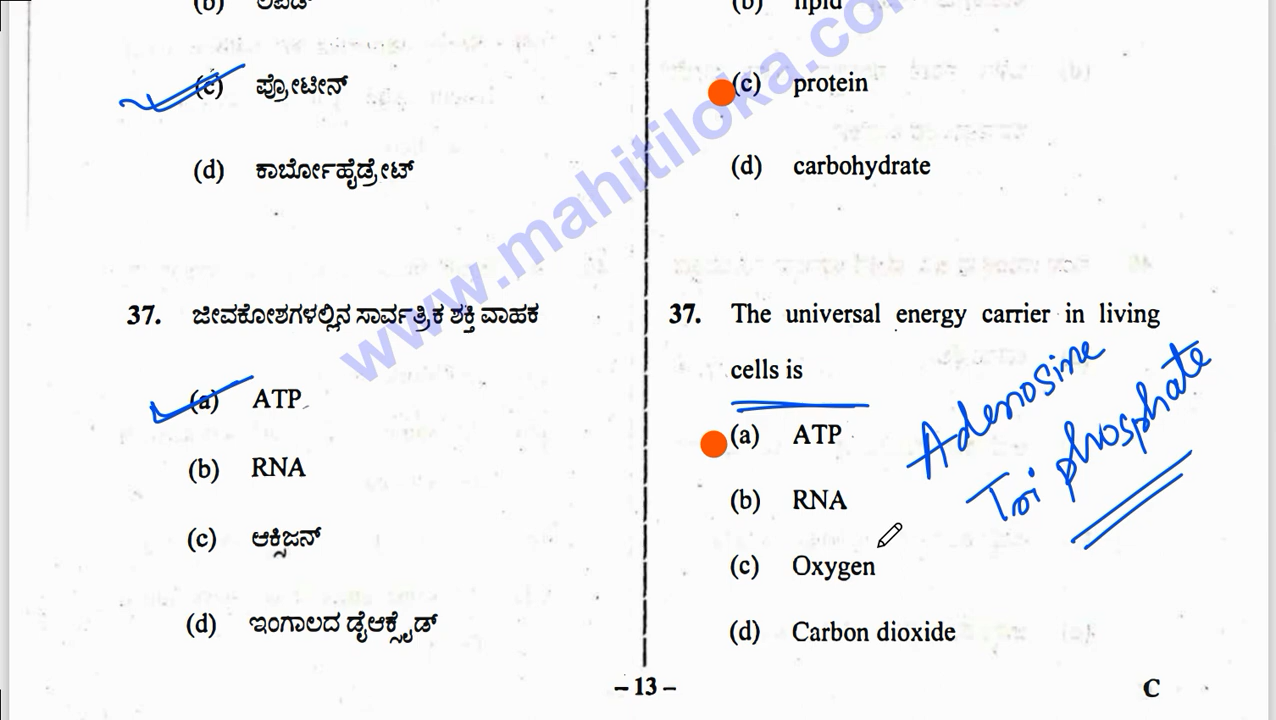 (b) ಲಿಪಿಡ್
(c) ಪ್ರೋಟೀನ್
(d) ಕಾರ್ಬೋಹೈಡ್ರೇಟ್
37. ಜೀವಕೋಶಗಳಲ್ಲಿನ ಸಾರ್ವತ್ರಿಕ ಶಕ್ತಿ ವಾಹಕ
(a) ATP
(b) RNA
(c) ಆಕ್ಸಿಜನ್
(d) ಇಂಗಾಲದ ಡೈಆಕ್ಸೈಡ್
(b) lipid
(c) protein
(d) carbohydrate
37. The universal energy carrier in living
cells is
(a) ATP
(b) RNA
(c) Oxygen
(d) Carbon dioxide
Adenosine
Tri phosphate
– 13 –
C
www.mahitiloka.com